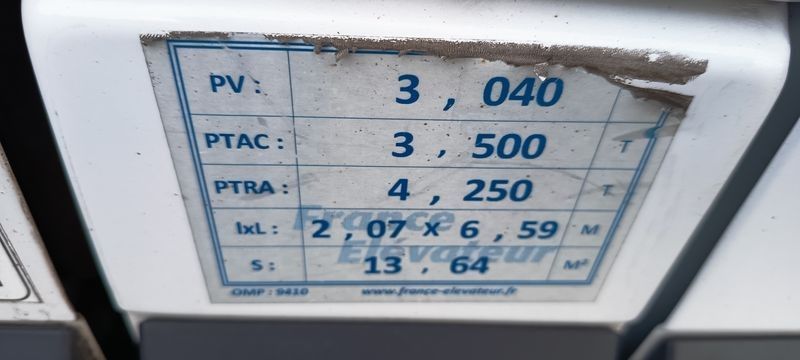 PV : 3 , 040
PTAC : 3 , 500 T
PTRA : 4 , 250 T
lxL : 2 , 07 x 6 , 59 M
S : 13 , 64 M²
France
Elévateur
OMP : 9410 www.france-elevateur.fr